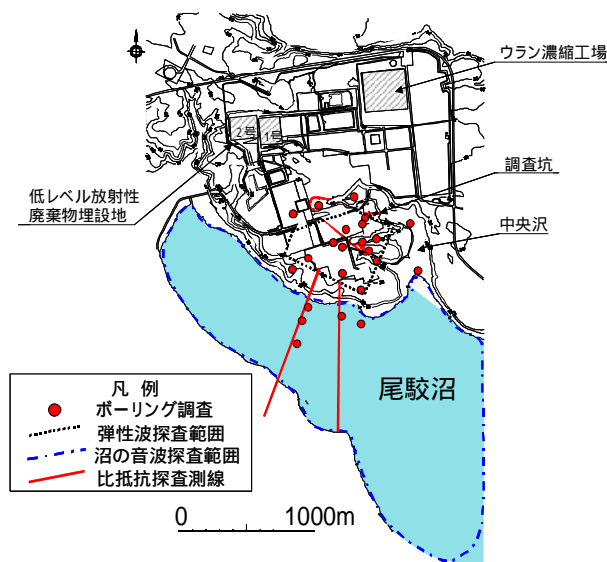 ウラン濃縮工場
2号
1号
調査坑
低レベル放射性
廃棄物埋設地
中央沢
尾駮沼
凡 例
ボーリング調査
弾性波探査範囲
沼の音波探査範囲
比抵抗探査測線
0 1000m